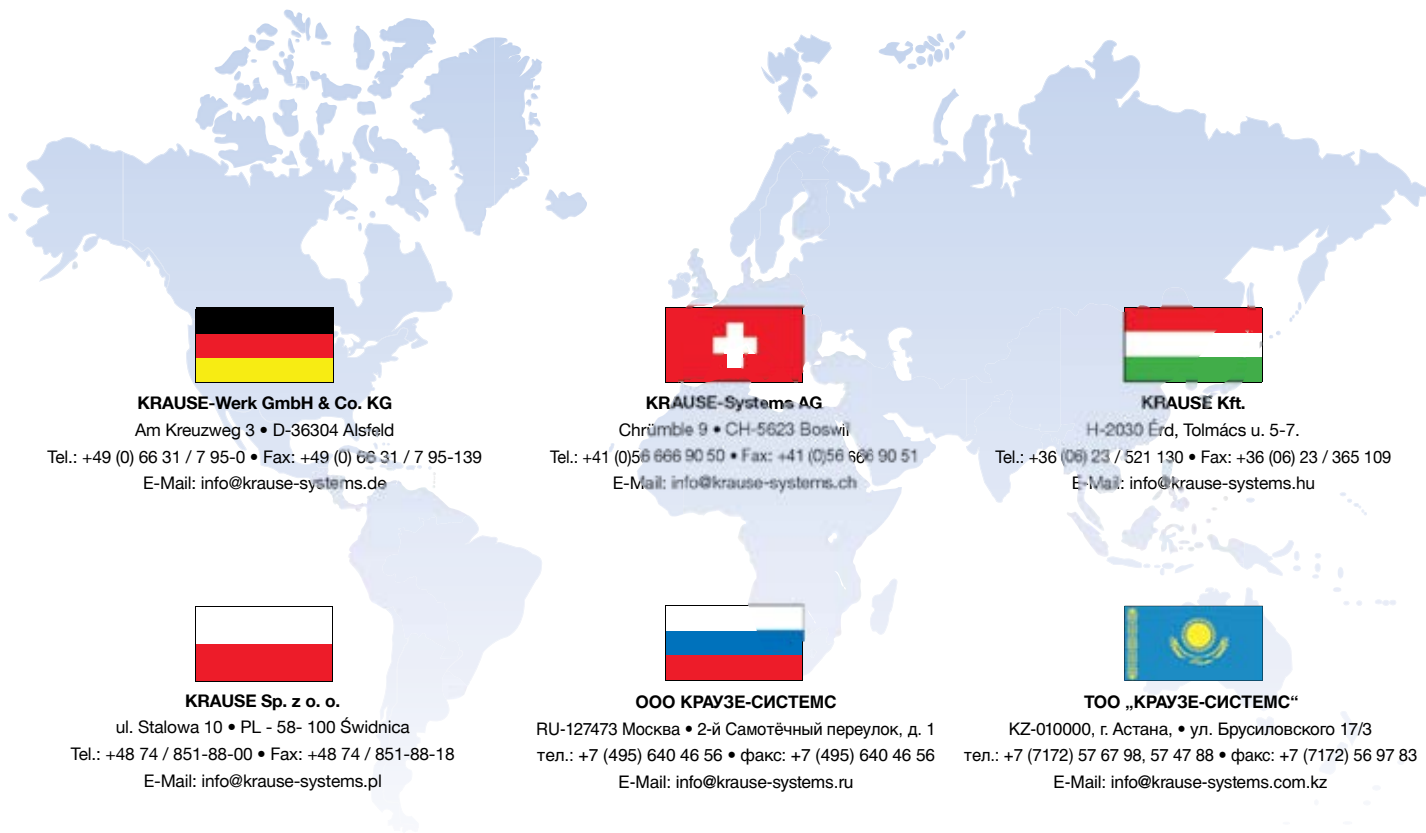 KRAUSE-Werk GmbH & Co. KG
Am Kreuzweg 3 • D-36304 Alsfeld
Tel.: +49 (0) 66 31 / 7 95-0 • Fax: +49 (0) 66 31 / 7 95-139
E-Mail: info@krause-systems.de
KRAUSE-Systems AG
Chrümble 9 • CH-5623 Boswil
Tel.: +41 (0)56 666 90 50 • Fax: +41 (0)56 666 90 51
E-Mail: info@krause-systems.ch
KRAUSE Kft.
H-2030 Érd, Tolmács u. 5-7.
Tel.: +36 (06) 23 / 521 130 • Fax: +36 (06) 23 / 365 109
E-Mail: info@krause-systems.hu
KRAUSE Sp. z o. o.
ul. Stalowa 10 • PL - 58- 100 Świdnica
Tel.: +48 74 / 851-88-00 • Fax: +48 74 / 851-88-18
E-Mail: info@krause-systems.pl
ООО КРАУЗЕ-СИСТЕМС
RU-127473 Москва • 2-й Самотёчный переулок, д. 1
тел.: +7 (495) 640 46 56 • факс: +7 (495) 640 46 56
E-Mail: info@krause-systems.ru
ТОО „КРАУЗЕ-СИСТЕМС“
KZ-010000, г. Астана, • ул. Брусиловского 17/3
тел.: +7 (7172) 57 67 98, 57 47 88 • факс: +7 (7172) 56 97 83
E-Mail: info@krause-systems.com.kz